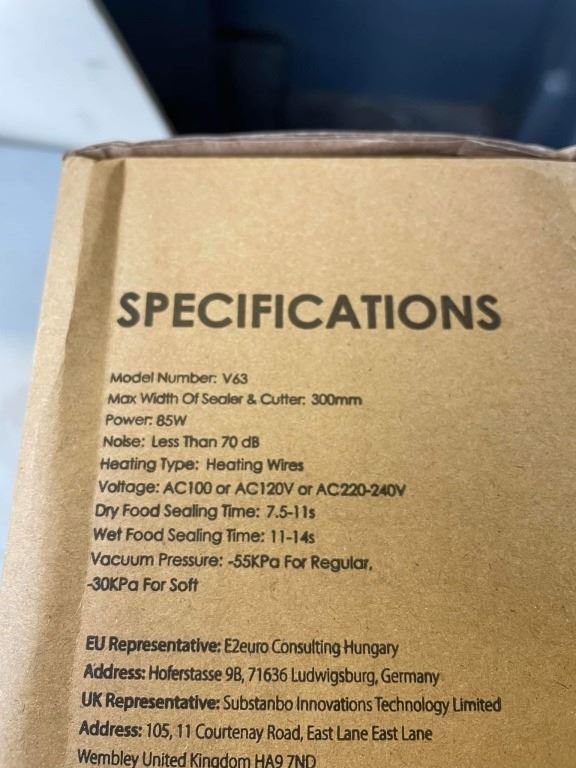 SPECIFICATIONS
Model Number: V63
Max Width Of Sealer & Cutter: 300mm
Power: 85W
Noise: Less Than 70 dB
Heating Type: Heating Wires
Voltage: AC100 or AC120V or AC220-240V
Dry Food Sealing Time: 7.5-11s
Wet Food Sealing Time: 11-14s
Vacuum Pressure: -55KPa For Regular,
-30KPa For Soft
EU Representative: E2euro Consulting Hungary
Address: Hoferstasse 9B, 71636 Ludwigsburg, Germany
UK Representative: Substanbo Innovations Technology Limited
Address: 105, 11 Courtenay Road, East Lane East Lane
Wembley United Kingdom HA9 7ND